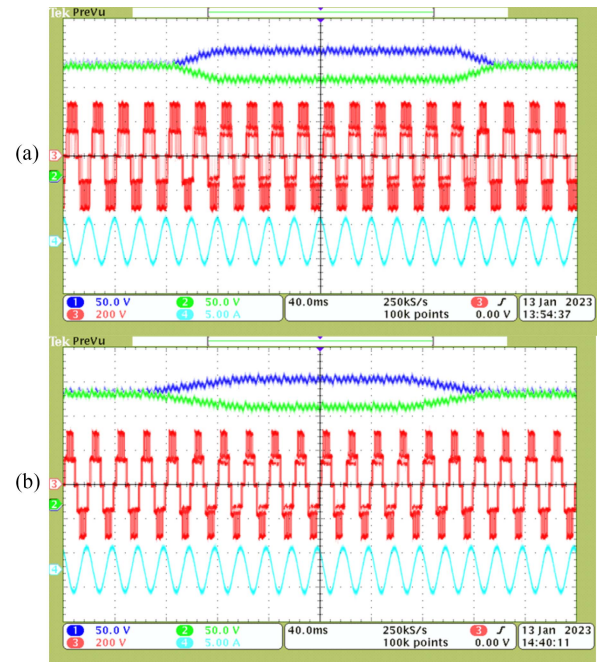 Tek PreVu
(a)
3
2
4
1 50.0 V 2 50.0 V 40.0ms 250kS/s 3 ƒ 13 Jan 2023
3 200 V 4 5.00 A 100k points 0.00 V 13:54:37
Tek PreVu
(b)
3
2
4
1 50.0 V 2 50.0 V 40.0ms 250kS/s 3 ƒ 13 Jan 2023
3 200 V 4 5.00 A 100k points 0.00 V 14:40:11